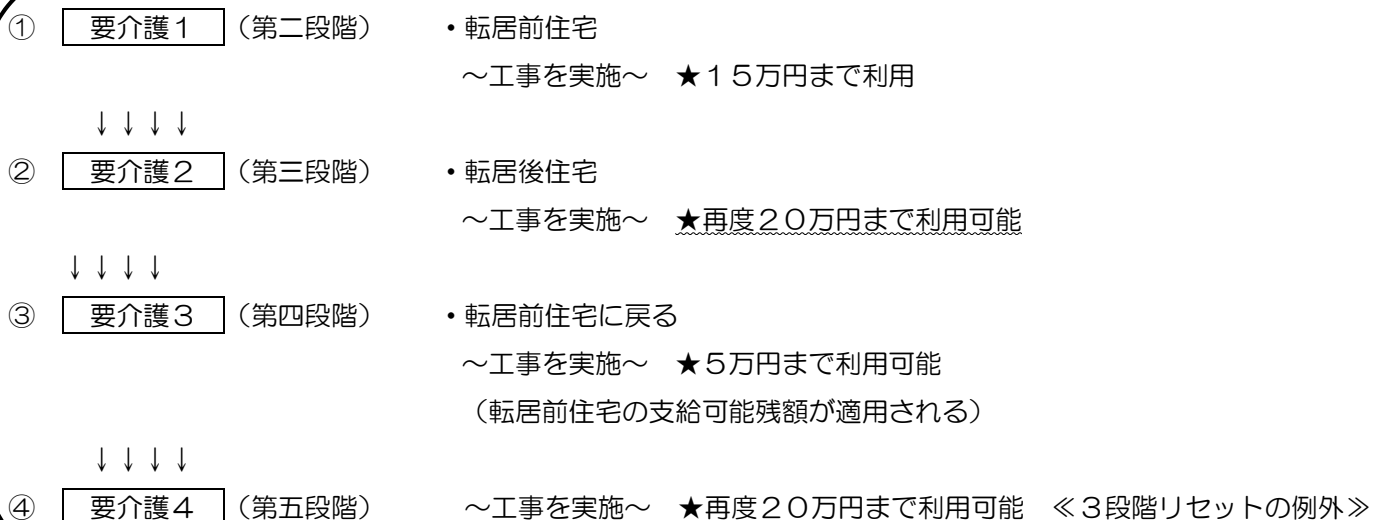 ① 要介護１ （第二段階） ・転居前住宅
～工事を実施～ ★１５万円まで利用
↓↓↓↓
② 要介護２ （第三段階） ・転居後住宅
～工事を実施～ ★再度２０万円まで利用可能
↓↓↓↓
③ 要介護３ （第四段階） ・転居前住宅に戻る
～工事を実施～ ★５万円まで利用可能
（転居前住宅の支給可能残額が適用される）
↓↓↓↓
④ 要介護４ （第五段階） ～工事を実施～ ★再度２０万円まで利用可能 ≪３段階リセットの例外≫